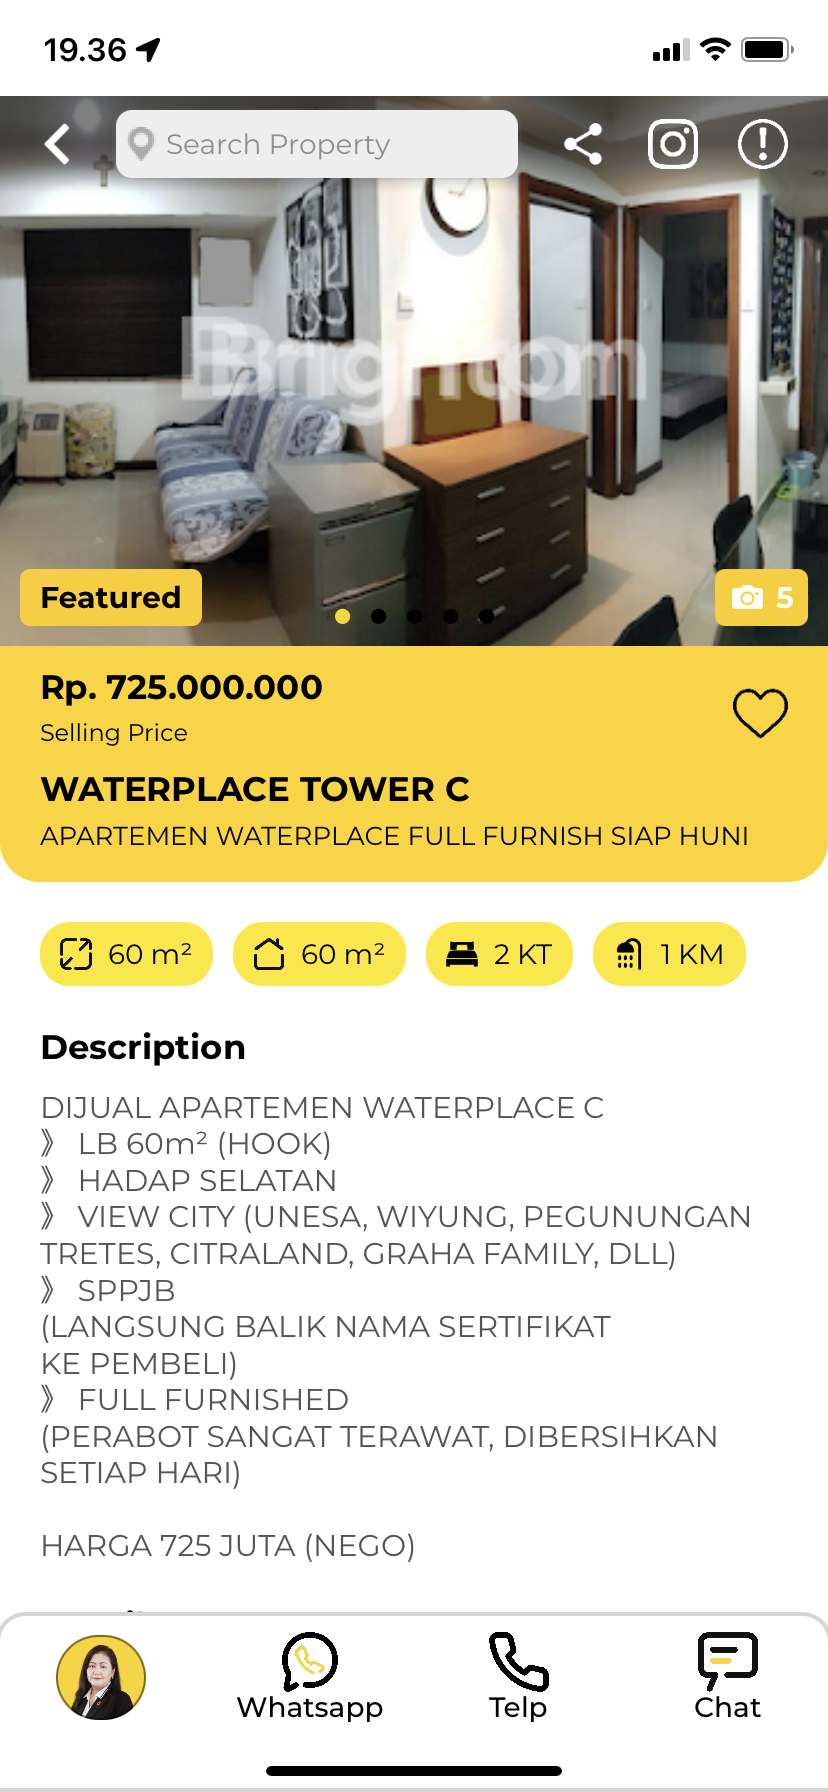 19.36
Search Property
Brighton
Featured
5
Rp. 725.000.000
Selling Price
WATERPLACE TOWER C
APARTEMEN WATERPLACE FULL FURNISH SIAP HUNI
60 m²
60 m²
2 KT
1 KM
Description
DIJUAL APARTEMEN WATERPLACE C
》 LB 60m² (HOOK)
》 HADAP SELATAN
》 VIEW CITY (UNESA, WIYUNG, PEGUNUNGAN
TRETES, CITRALAND, GRAHA FAMILY, DLL)
》 SPPJB
(LANGSUNG BALIK NAMA SERTIFIKAT
KE PEMBELI)
》 FULL FURNISHED
(PERABOT SANGAT TERAWAT, DIBERSIHKAN
SETIAP HARI)
HARGA 725 JUTA (NEGO)
Whatsapp
Telp
Chat